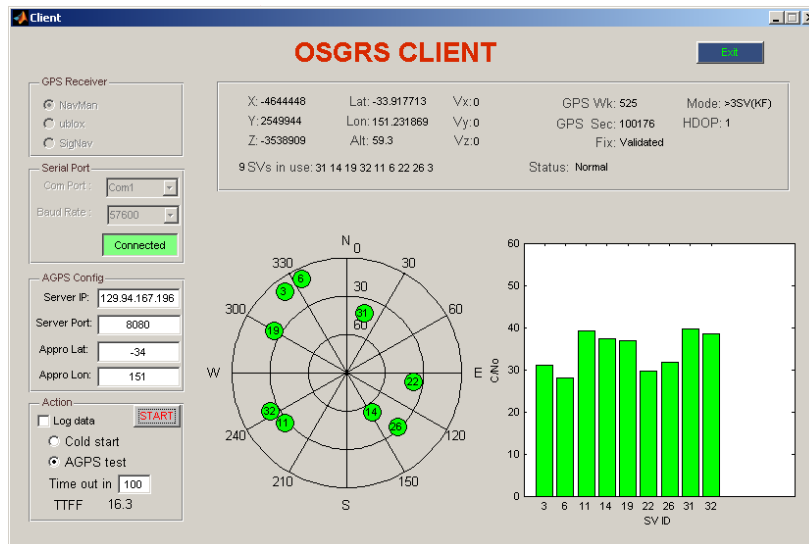 Client
OSGRS CLIENT
Exit
GPS Receiver
NavMan
ublox
SigNav
Serial Port
Com Port : Com1
Baud Rate : 57600
Connected
AGPS Config
Server IP: 129.94.167.196
Server Port: 8080
Appro Lat: -34
Appro Lon: 151
Action
Log data START
Cold start
AGPS test
Time out in 100
TTFF 16.3
X: -4644448 Lat: -33.917713 Vx:0 GPS Wk: 525 Mode: >3SV(KF)
Y: 2549944 Lon: 151.231869 Vy:0 GPS Sec: 100176 HDOP: 1
Z: -3538909 Alt: 59.3 Vz:0 Fix: Validated
9 SVs in use: 31 14 19 32 11 6 22 26 3 Status: Normal
N
0
330 30
6
3
30
300 31 60
60
19
W E
22
32 14
11 26
240 120
210 150
S
60
50
40
30
20
10
0
C/No
3 6 11 14 19 22 26 31 32
SV ID